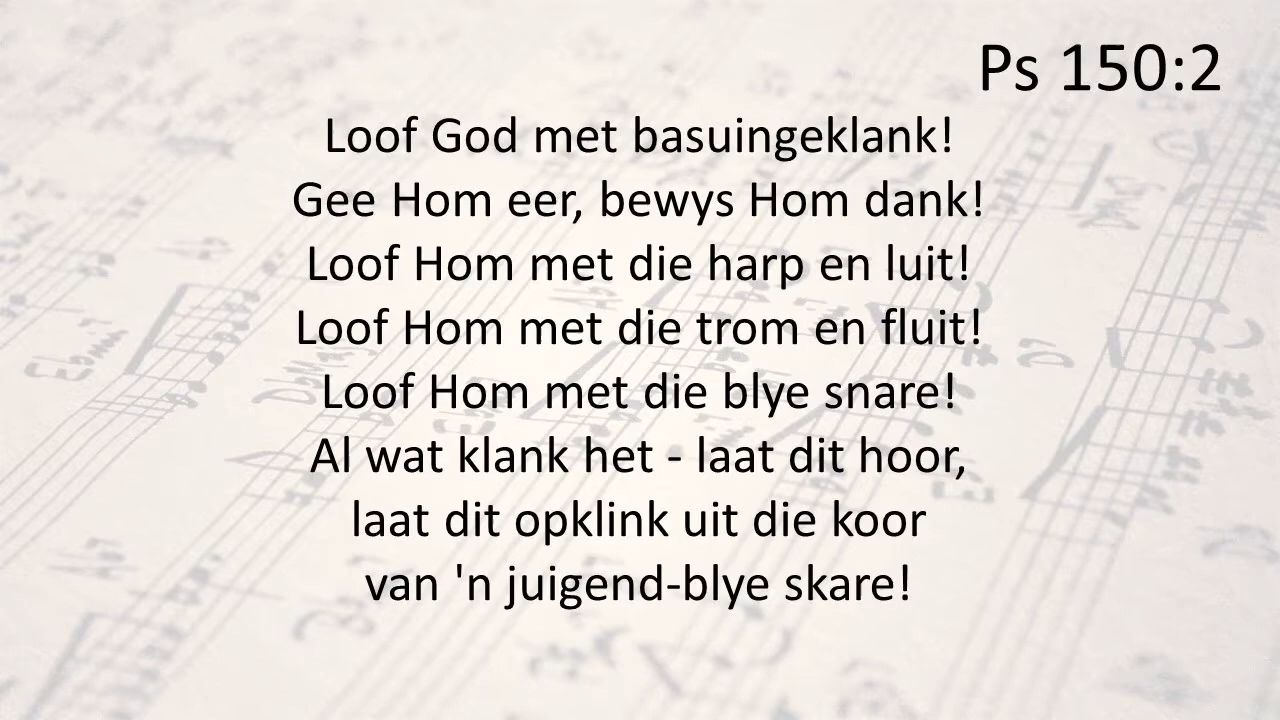 Ps 150:2
Loof God met basuingeklank!
Gee Hom eer, bewys Hom dank!
Loof Hom met die harp en luit!
Loof Hom met die trom en fluit!
Loof Hom met die blye snare!
Al wat klank het - laat dit hoor,
laat dit opklink uit die koor
van 'n juigend-blye skare!